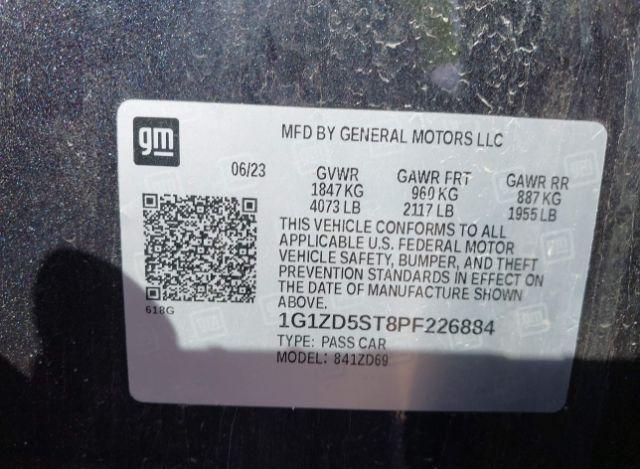 gm
MFD BY GENERAL MOTORS LLC
06/23 GVWR GAWR FRT GAWR RR
1847 KG 960 KG 887 KG
4073 LB 2117 LB 1955 LB
THIS VEHICLE CONFORMS TO ALL
APPLICABLE U.S. FEDERAL MOTOR
VEHICLE SAFETY, BUMPER, AND THEFT
PREVENTION STANDARDS IN EFFECT ON
THE DATE OF MANUFACTURE SHOWN
ABOVE.
618G
1G1ZD5ST8PF226884
TYPE: PASS CAR
MODEL: 841ZD69